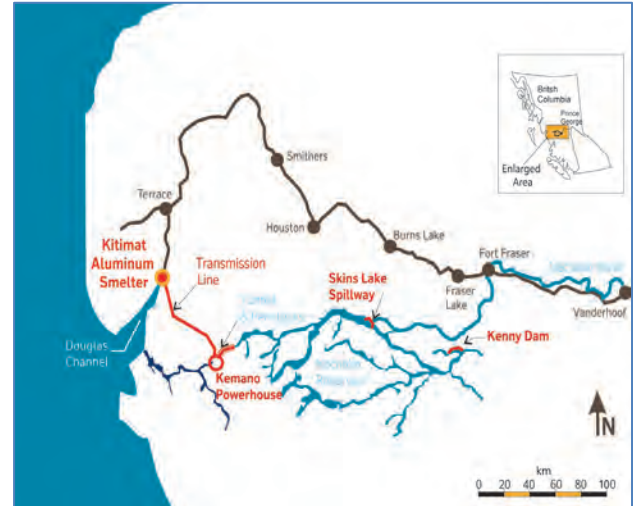 British
Columbia
Prince
George
Enlarged
Area
Smithers
Terrace
Houston
Burns Lake
Fort Fraser
Fraser
Lake
Vanderhoof
Kitimat
Aluminum
Smelter
Transmission
Line
Skins Lake
Spillway
Kenny Dam
Douglas
Channel
Kemano
Powerhouse
N
km
0 20 40 60 80 100